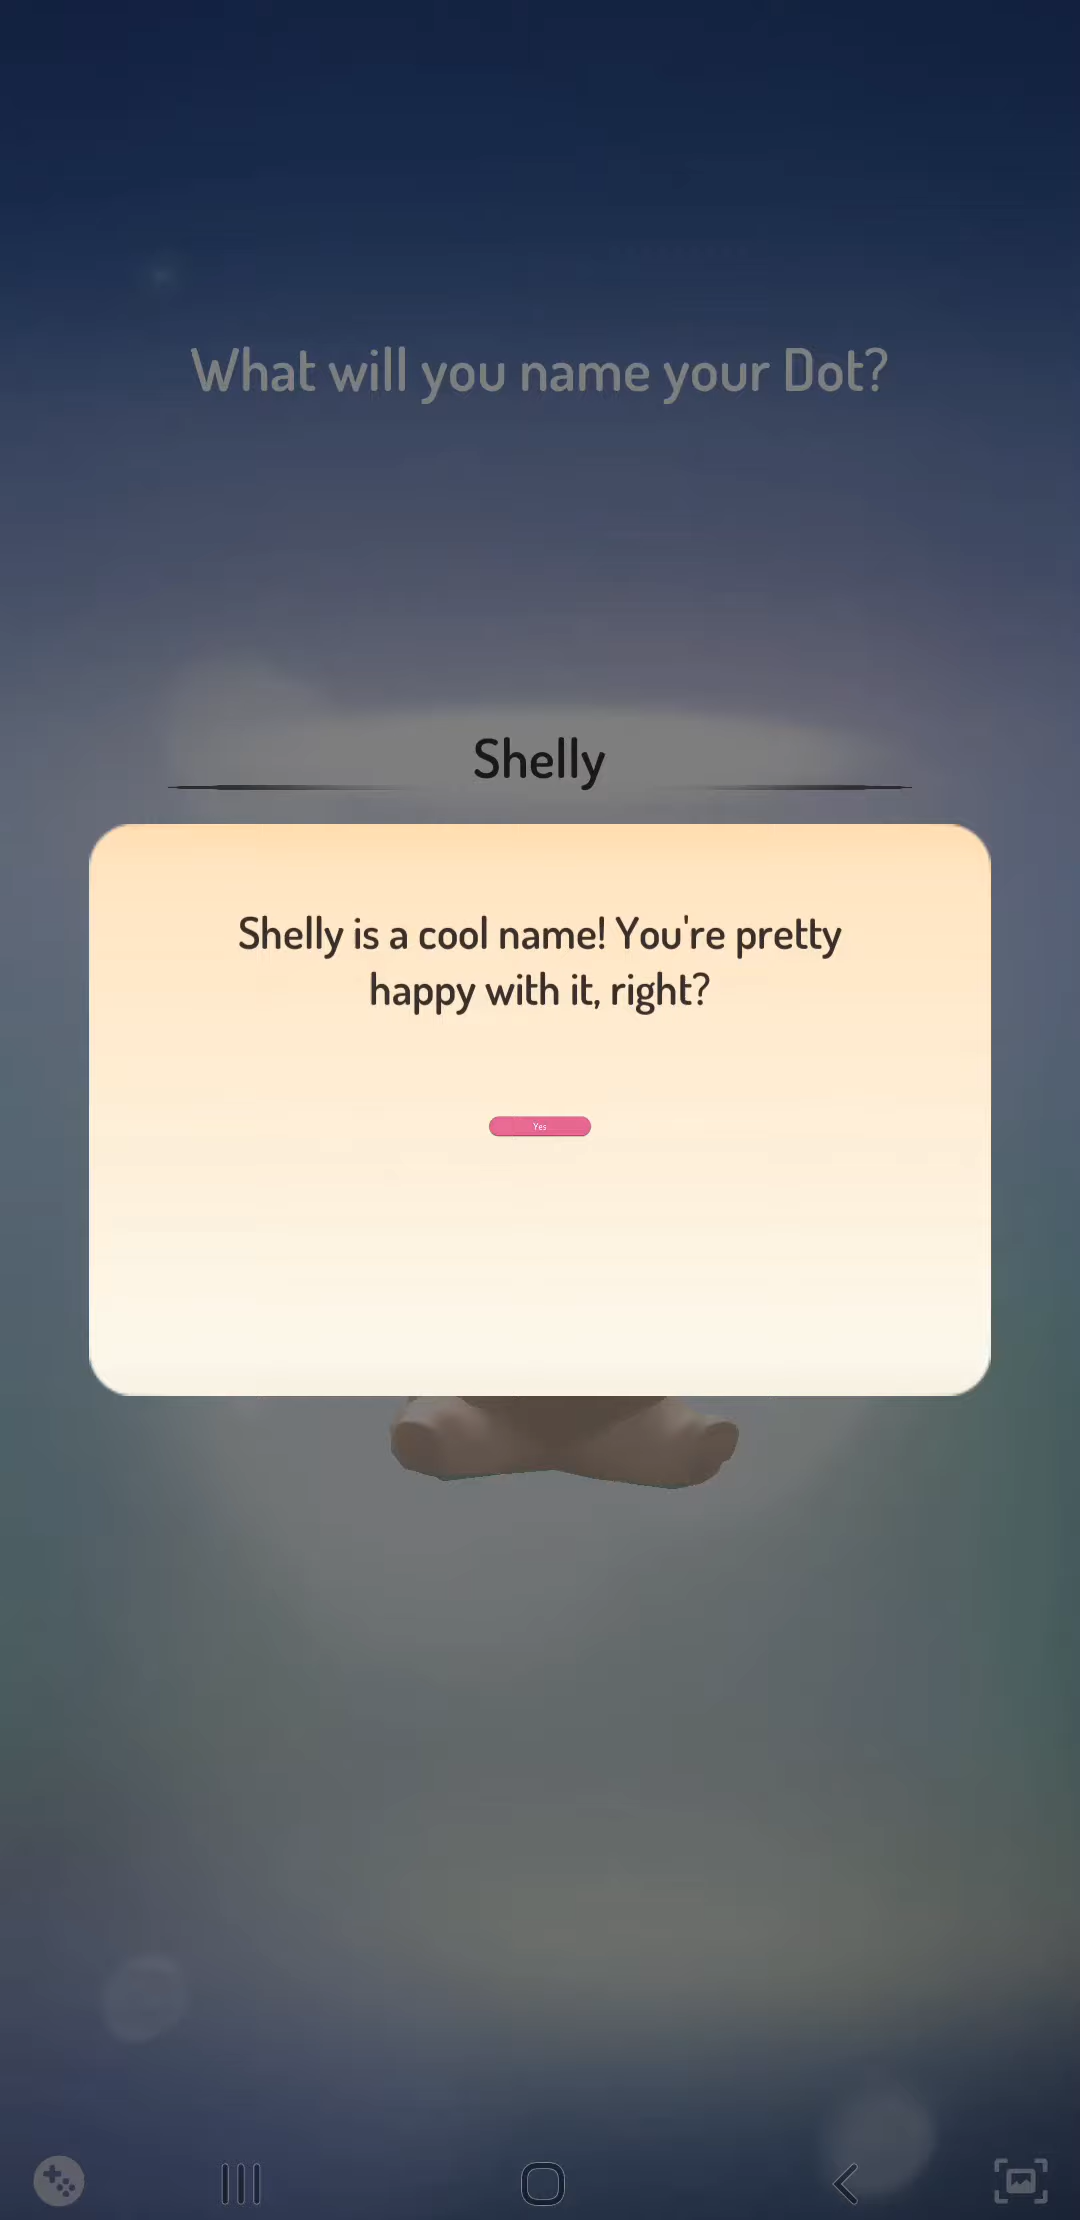 What will you name your Dot?
Shelly
Shelly is a cool name! You're pretty
happy with it, right?
Yes